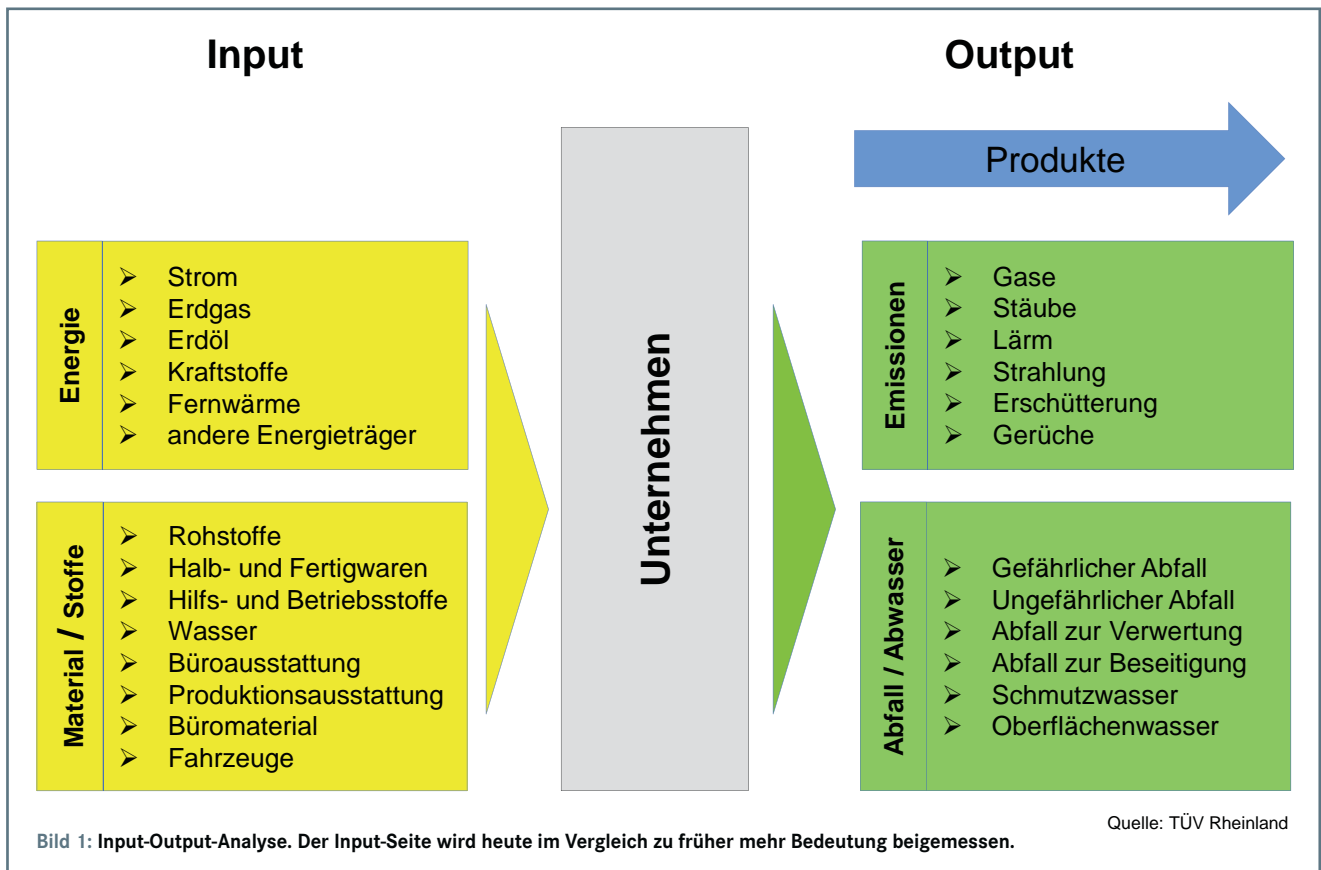 Input
Output
Produkte
Energie
➢ Strom
➢ Erdgas
➢ Erdöl
➢ Kraftstoffe
➢ Fernwärme
➢ andere Energieträger
Material / Stoffe
➢ Rohstoffe
➢ Halb- und Fertigwaren
➢ Hilfs- und Betriebsstoffe
➢ Wasser
➢ Büroausstattung
➢ Produktionsausstattung
➢ Büromaterial
➢ Fahrzeuge
Unternehmen
Emissionen
➢ Gase
➢ Stäube
➢ Lärm
➢ Strahlung
➢ Erschütterung
➢ Gerüche
Abfall / Abwasser
➢ Gefährlicher Abfall
➢ Ungefährlicher Abfall
➢ Abfall zur Verwertung
➢ Abfall zur Beseitigung
➢ Schmutzwasser
➢ Oberflächenwasser
Quelle: TÜV Rheinland
Bild 1: Input-Output-Analyse. Der Input-Seite wird heute im Vergleich zu früher mehr Bedeutung beigemessen.